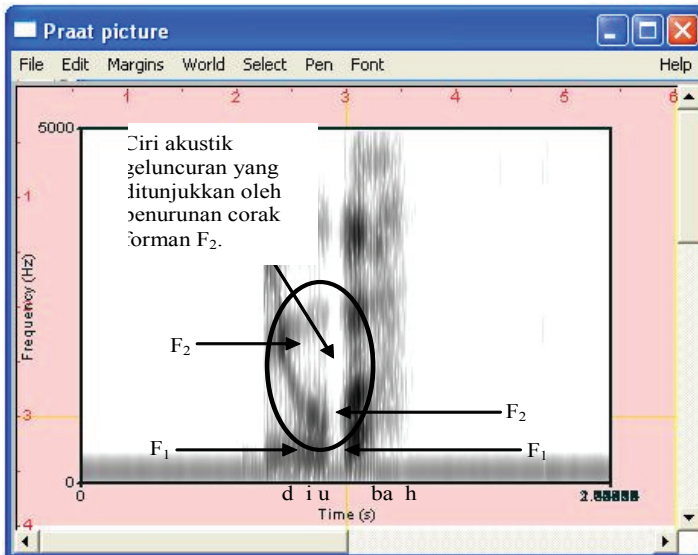 Praat picture
File Edit Margins World Select Pen Font Help
1 2 3 4 5 6
5000
Ciri akustik
geluncuran yang
ditunjukkan oleh
penurunan corak
forman F₂.
1
Frequency (Hz)
F₂
3
F₂
F₁
F₁
0
0
d i u ba h
Time (s)
4